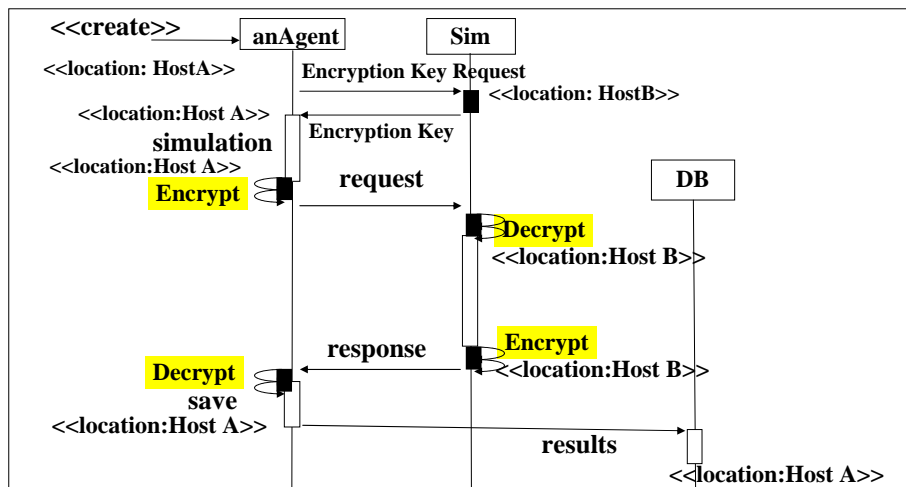 <<create>>
anAgent
Sim
<<location: HostA>>
Encryption Key Request
<<location: HostB>>
<<location:Host A>>
Encryption Key
simulation
<<location:Host A>>
request
DB
Encrypt
Decrypt
<<location:Host B>>
Encrypt
response
<<location:Host B>>
Decrypt
save
<<location:Host A>>
results
<<location:Host A>>